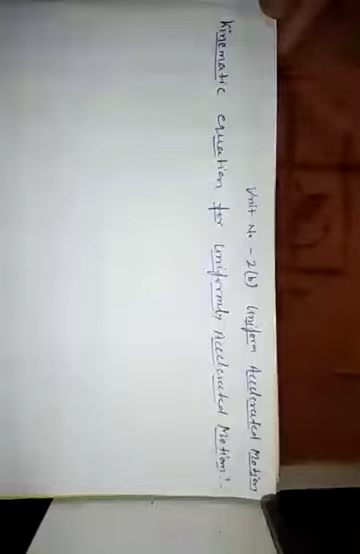 Unit No - 2(b) Uniform Accelerated Motion
Kinematic equation for Uniformly Accelerated Motion :-